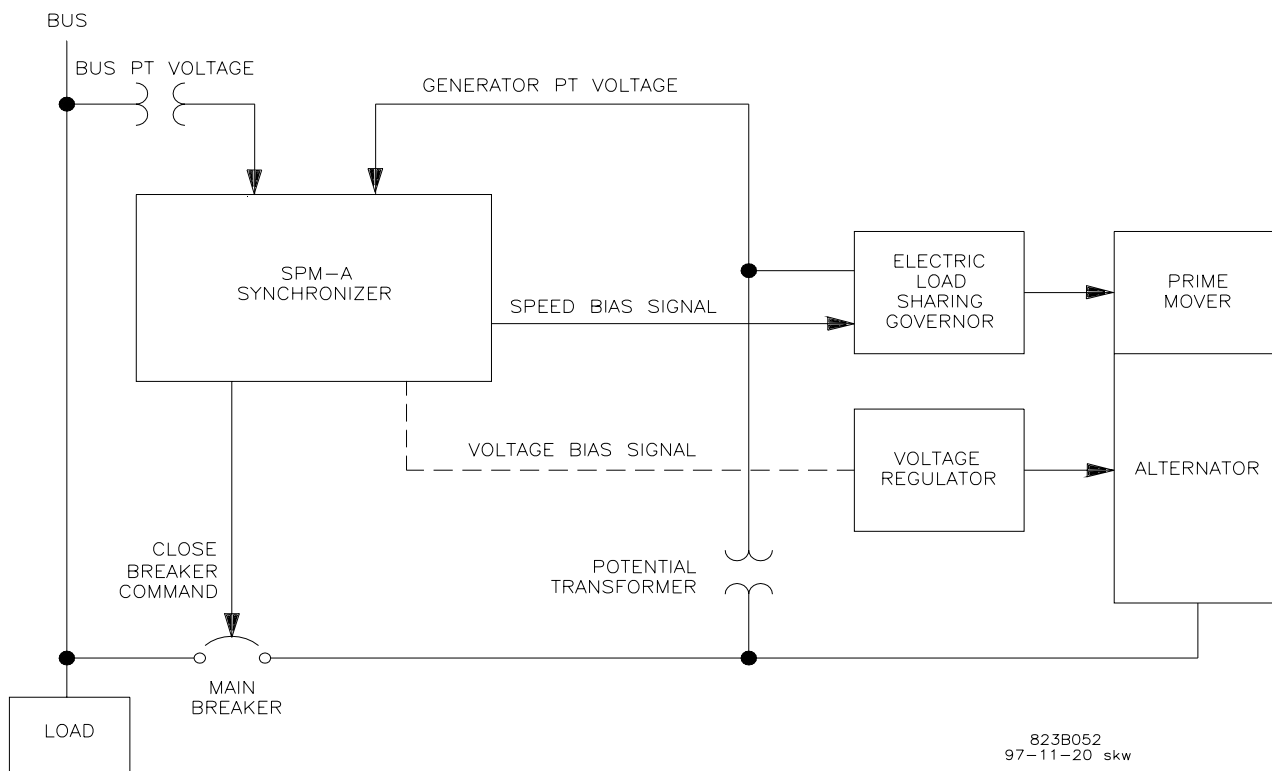 BUS
BUS PT VOLTAGE
GENERATOR PT VOLTAGE
SPM-A
SYNCHRONIZER
ELECTRIC
LOAD
SHARING
GOVERNOR
PRIME
MOVER
SPEED BIAS SIGNAL
VOLTAGE BIAS SIGNAL
VOLTAGE
REGULATOR
ALTERNATOR
CLOSE
BREAKER
COMMAND
POTENTIAL
TRANSFORMER
MAIN
BREAKER
LOAD
823B052
97-11-20 skw